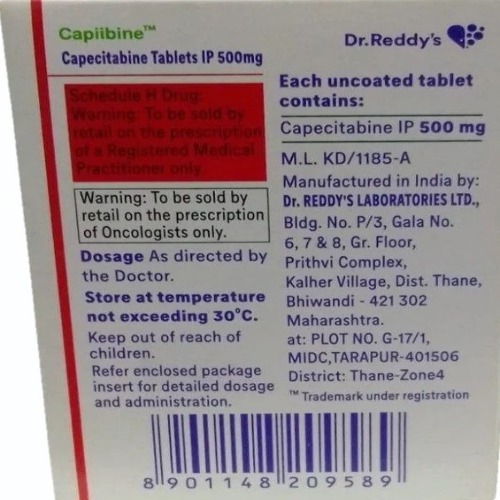 Capiibine™
Capecitabine Tablets IP 500mg
Schedule H Drug:
Warning: To be sold by
retail on the prescription
of a Registered Medical
Practitioner only.
Warning: To be sold by
retail on the prescription
of Oncologists only.
Dosage As directed by
the Doctor.
Store at temperature
not exceeding 30°C.
Keep out of reach of
children.
Refer enclosed package
insert for detailed dosage
and administration.
Dr.Reddy's
Each uncoated tablet
contains:
Capecitabine IP 500 mg
M.L. KD/1185-A
Manufactured in India by:
Dr. REDDY'S LABORATORIES LTD.,
Bldg. No. P/3, Gala No.
6, 7 & 8, Gr. Floor,
Prithvi Complex,
Kalher Village, Dist. Thane,
Bhiwandi - 421 302
Maharastra.
at: PLOT NO. G-17/1,
MIDC,TARAPUR-401506
District: Thane-Zone4
™ Trademark under registration
8 901148 209589